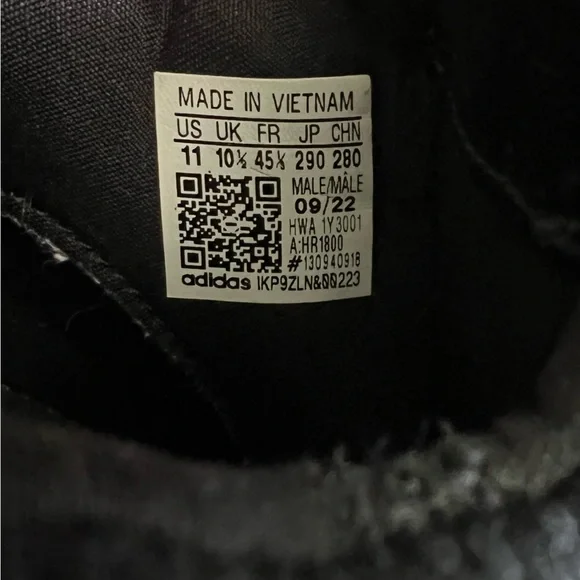 MADE IN VIETNAM
US UK FR JP CHN
11 10½ 45⅓ 290 280
MALE/MÂLE
09/22
HWA 1Y3001
A:HR1800
#130940918
adidas IKP9ZLN&00223